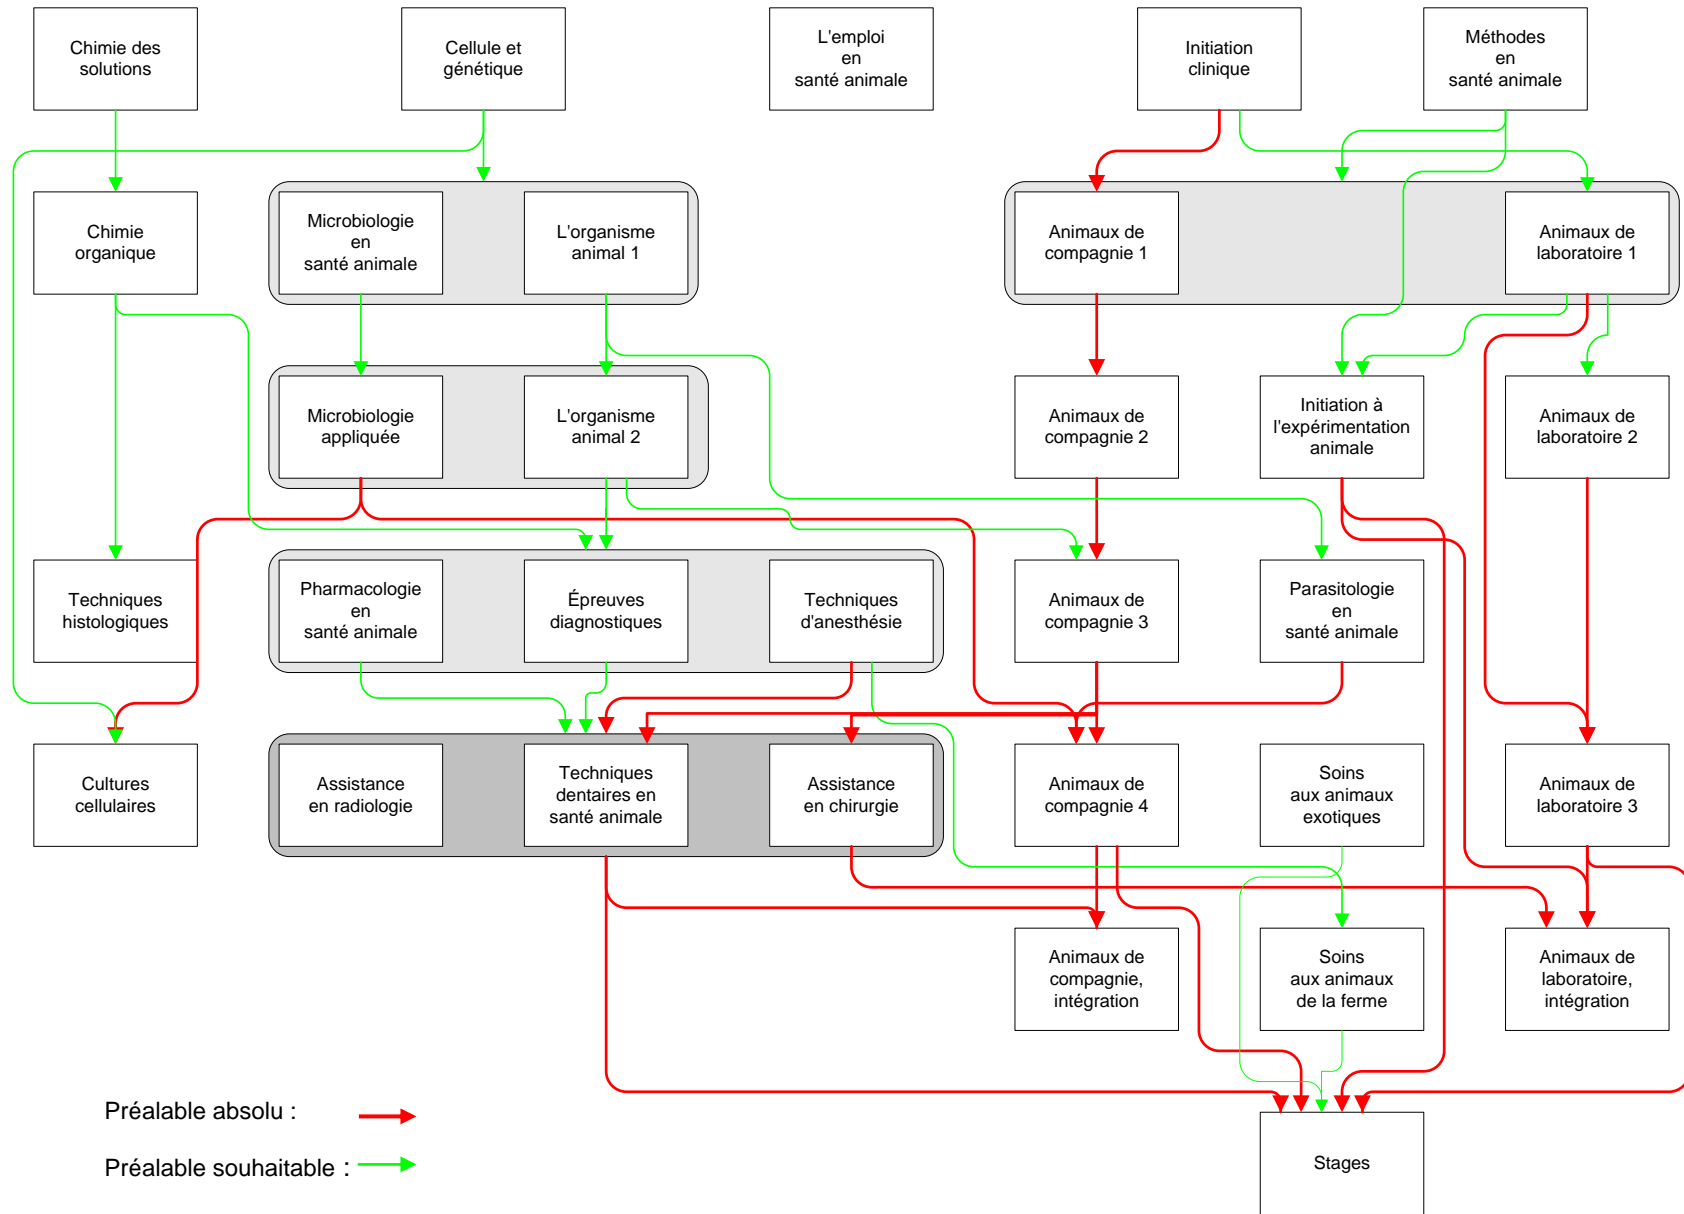 Chimie des
solutions
Cellule et
génétique
L'emploi
en
santé animale
Initiation
clinique
Méthodes
en
santé animale
Chimie
organique
Microbiologie
en
santé animale
L'organisme
animal 1
Animaux de
compagnie 1
Animaux de
laboratoire 1
Microbiologie
appliquée
L'organisme
animal 2
Animaux de
compagnie 2
Initiation à
l'expérimentation
animale
Animaux de
laboratoire 2
Techniques
histologiques
Pharmacologie
en
santé animale
Épreuves
diagnostiques
Techniques
d'anesthésie
Animaux de
compagnie 3
Parasitologie
en
santé animale
Cultures
cellulaires
Assistance
en radiologie
Techniques
dentaires en
santé animale
Assistance
en chirurgie
Animaux de
compagnie 4
Soins
aux animaux
exotiques
Animaux de
laboratoire 3
Animaux de
compagnie,
intégration
Soins
aux animaux
de la ferme
Animaux de
laboratoire,
intégration
Préalable absolu :
Préalable souhaitable :
Stages